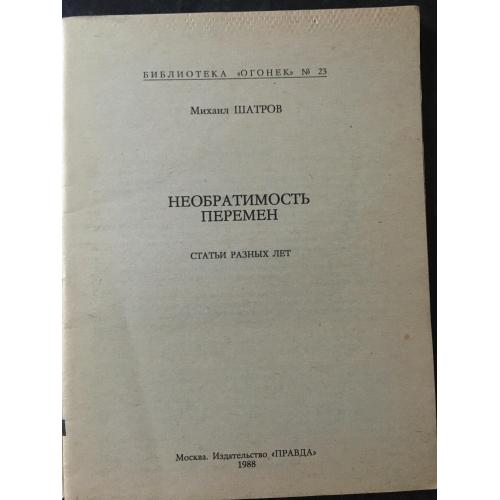 БИБЛИОТЕКА «ОГОНЕК» № 23
Михаил ШАТРОВ
НЕОБРАТИМОСТЬ
ПЕРЕМЕН
СТАТЬИ РАЗНЫХ ЛЕТ
Москва. Издательство «ПРАВДА»
1988